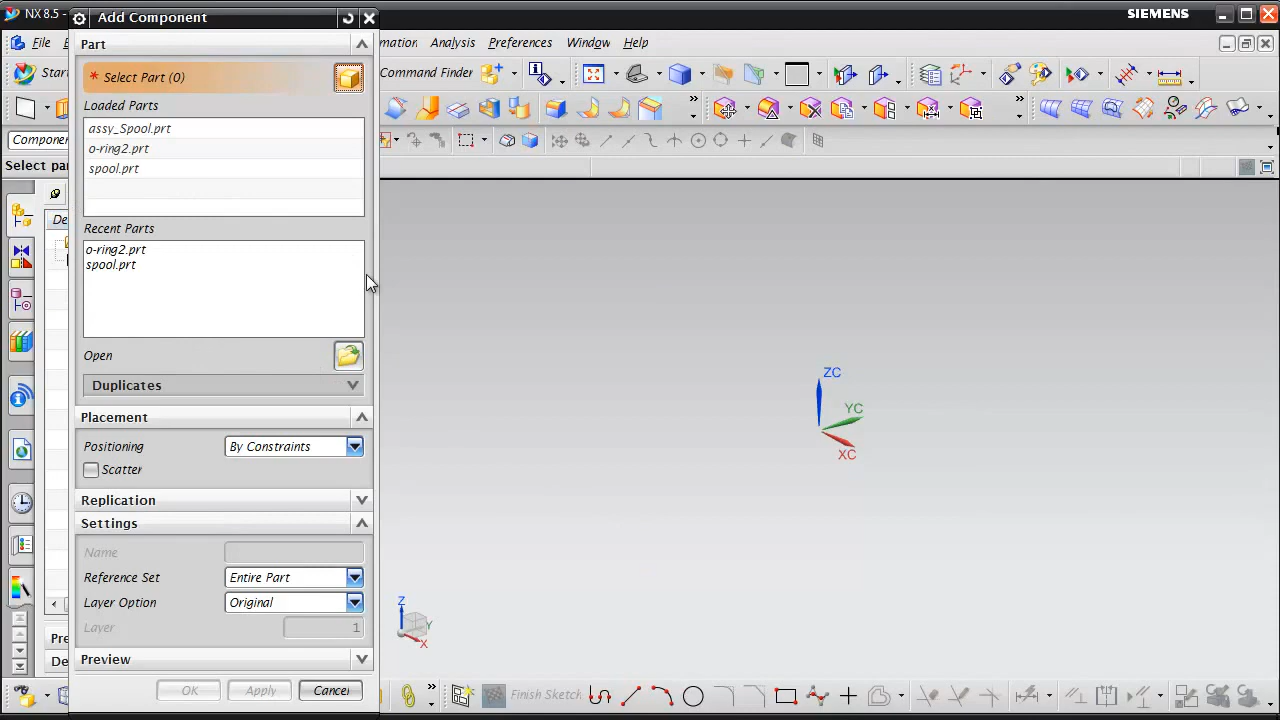 NX 8.5 -
Add Component
SIEMENS
File
mation
Analysis
Preferences
Window
Help
Part
Start
* Select Part (0)
Command Finder
Loaded Parts
assy_Spool.prt
o-ring2.prt
spool.prt
Component
Select par
De
Recent Parts
o-ring2.prt
spool.prt
Open
Duplicates
Placement
Positioning
By Constraints
Scatter
Replication
Settings
Name
Reference Set
Entire Part
Layer Option
Original
Layer
1
Preview
Pre
De
OK
Apply
Cancel
ZC
YC
XC
Z
Y
X
Finish Sketch